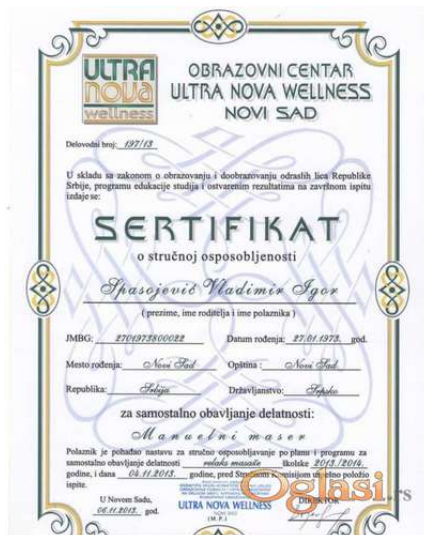 ULTRA
NOVA
wellness
OBRAZOVNI CENTAR
ULTRA NOVA WELLNESS
NOVI SAD
Delovodni broj: 197/13
U skladu sa zakonom o obrazovanju i doobrazovanju odraslih lica Republike
Srbije, programu edukacije studija i ostvarenim rezultatima na završnom ispitu
izdaje se:
SERTIFIKAT
o stručnoj osposobljenosti
Spasojević Vladimir Igor
( prezime, ime roditelja i ime polaznika )
JMBG: 2701973800022 Datum rođenja: 27.01.1973. god.
Mesto rođenja: Novi Sad Opština : Novi Sad
Republika: Srbija Državljanstvo: Srpsko
za samostalno obavljanje delatnosti:
Manuelni maser
Polaznik je pohađao nastavu za stručno osposobljavanje po planu i programu za
samostalno obavljanje delatnosti relaks masaže školske 2013./2014.
godine, i dana 04.11.2013. godine, pred Stručnom komisijom uspešno položio
ispite.
U Novom Sadu,
06.11.2013. god.
ULTRA NOVA WELLNESS
NOVI SAD
(M.P.)
DIREKTOR
Oglasi.rs